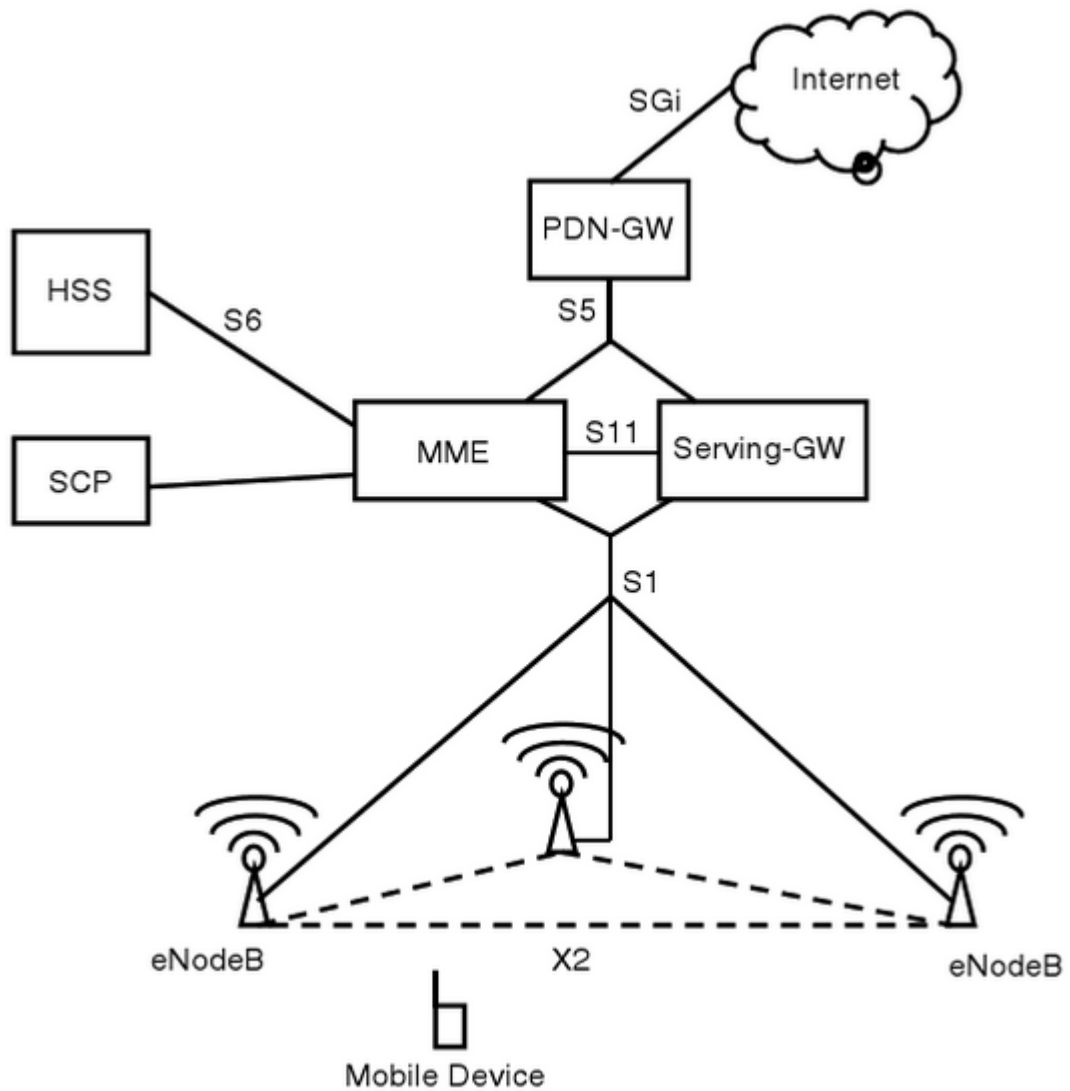 Internet
SGi
PDN-GW
HSS
S5
S6
MME
S11
Serving-GW
SCP
S1
eNodeB
X2
eNodeB
Mobile Device